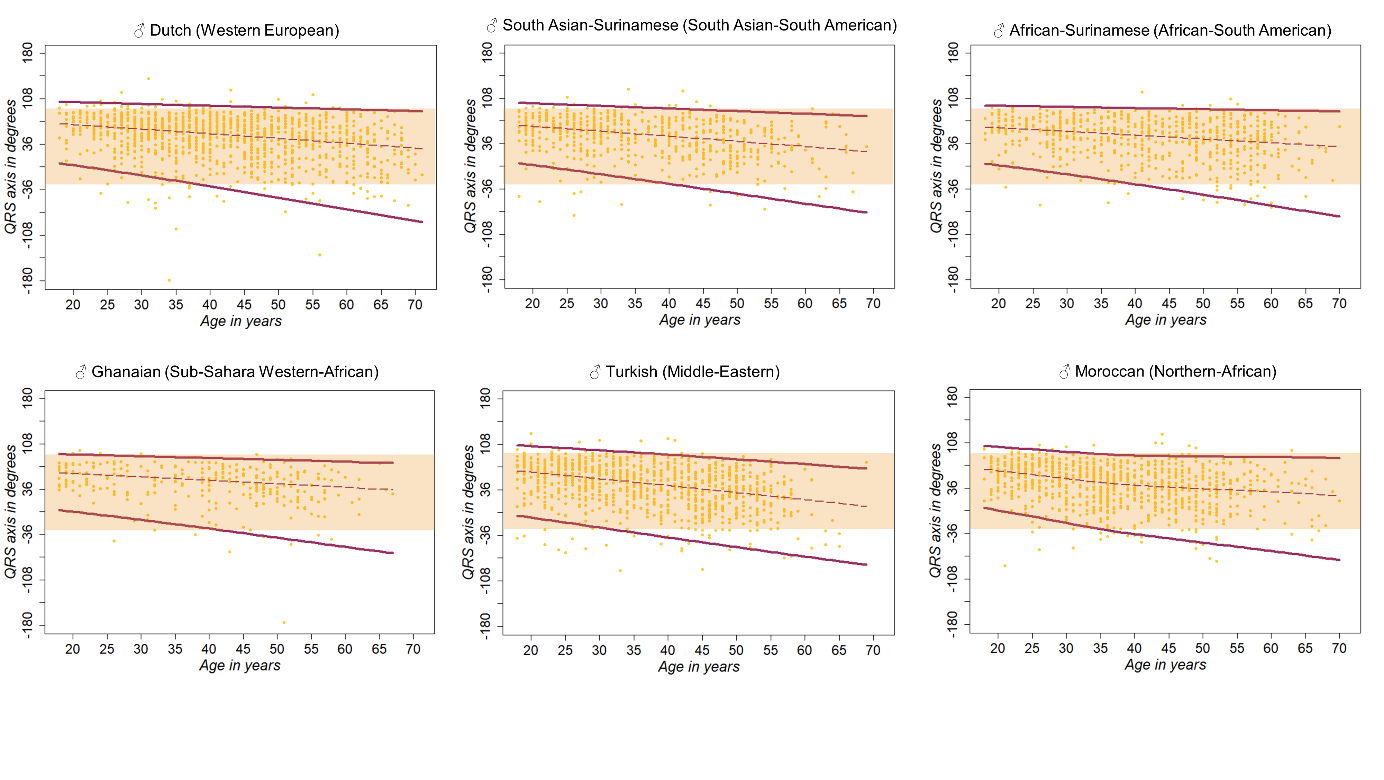 ♂ Dutch (Western European)
♂ South Asian-Surinamese (South Asian-South American)
♂ African-Surinamese (African-South American)
QRS axis in degrees
180
108
36
-36
-108
-180
20 25 30 35 40 45 50 55 60 65 70
Age in years
QRS axis in degrees
180
108
36
-36
-108
-180
20 25 30 35 40 45 50 55 60 65 70
Age in years
QRS axis in degrees
180
108
36
-36
-108
-180
20 25 30 35 40 45 50 55 60 65 70
Age in years
♂ Ghanaian (Sub-Sahara Western-African)
♂ Turkish (Middle-Eastern)
♂ Moroccan (Northern-African)
QRS axis in degrees
180
108
36
-36
-108
-180
20 25 30 35 40 45 50 55 60 65 70
Age in years
QRS axis in degrees
180
108
36
-36
-108
-180
20 25 30 35 40 45 50 55 60 65 70
Age in years
QRS axis in degrees
180
108
36
-36
-108
-180
20 25 30 35 40 45 50 55 60 65 70
Age in years